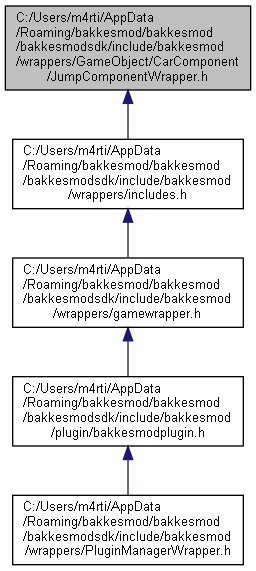 C:/Users/m4rti/AppData
/Roaming/bakkesmod/bakkesmod
/bakkesmodsdk/include/bakkesmod
/wrappers/GameObject/CarComponent
/JumpComponentWrapper.h
C:/Users/m4rti/AppData
/Roaming/bakkesmod/bakkesmod
/bakkesmodsdk/include/bakkesmod
/wrappers/includes.h
C:/Users/m4rti/AppData
/Roaming/bakkesmod/bakkesmod
/bakkesmodsdk/include/bakkesmod
/wrappers/gamewrapper.h
C:/Users/m4rti/AppData
/Roaming/bakkesmod/bakkesmod
/bakkesmodsdk/include/bakkesmod
/plugin/bakkesmodplugin.h
C:/Users/m4rti/AppData
/Roaming/bakkesmod/bakkesmod
/bakkesmodsdk/include/bakkesmod
/wrappers/PluginManagerWrapper.h